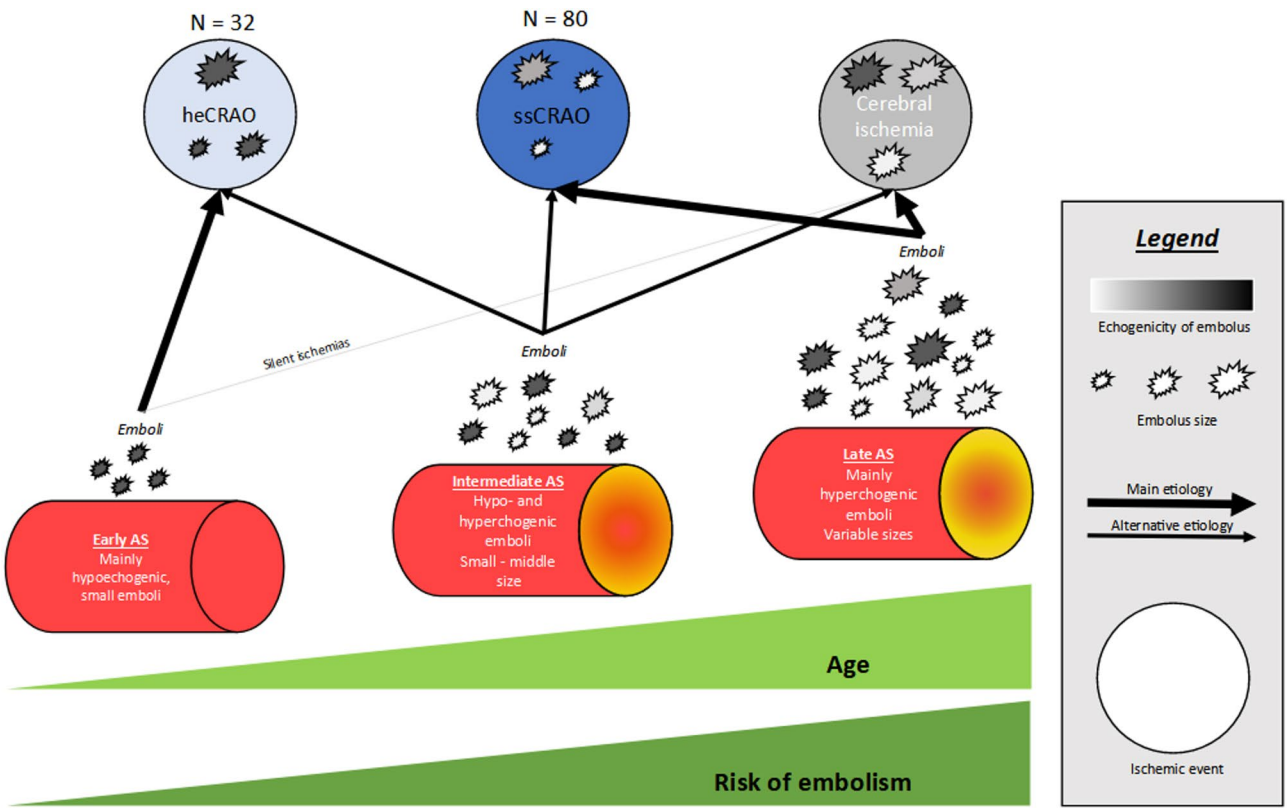 N = 32
N = 80
heCRAO
ssCRAO
Cerebral
ischemia
Emboli
Silent ischemias
Emboli
Emboli
Early AS
Mainly
hypoechogenic,
small emboli
Intermediate AS
Hypo- and
hyperchogenic
emboli
Small - middle
size
Late AS
Mainly
hyperchogenic
emboli
Variable sizes
Age
Risk of embolism
Legend
Echogenicity of embolus
Embolus size
Main etiology
Alternative etiology
Ischemic event